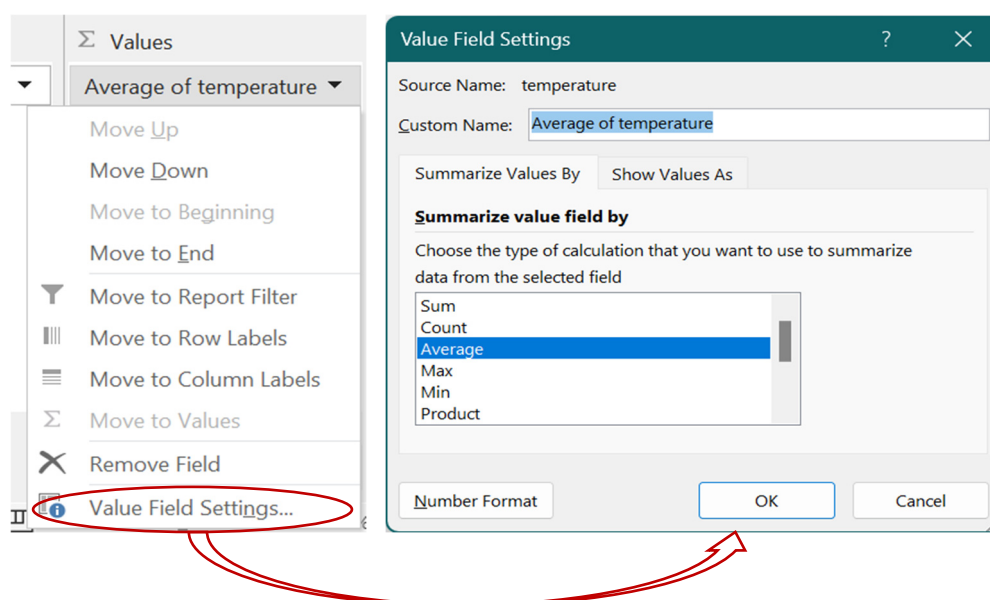 Σ Values
Average of temperature
Move Up
Move Down
Move to Beginning
Move to End
Move to Report Filter
Move to Row Labels
Move to Column Labels
Σ Move to Values
Remove Field
Value Field Settings...
Value Field Settings ? X
Source Name: temperature
Custom Name: Average of temperature
Summarize Values By Show Values As
Summarize value field by
Choose the type of calculation that you want to use to summarize
data from the selected field
Sum
Count
Average
Max
Min
Product
Number Format OK Cancel